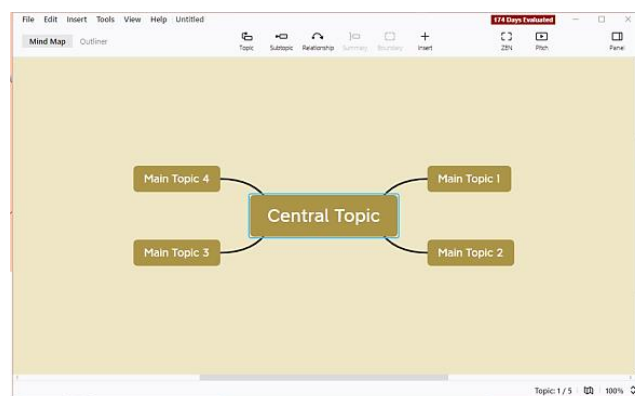 File Edit Insert Tools View Help Untitled
174 Days Evaluated
Mind Map Outliner
Topic Subtopic Relationship Summary Boundary Insert ZEN Pitch Panel
Main Topic 4 Main Topic 1
Central Topic
Main Topic 3 Main Topic 2
Topic: 1 / 5 100%